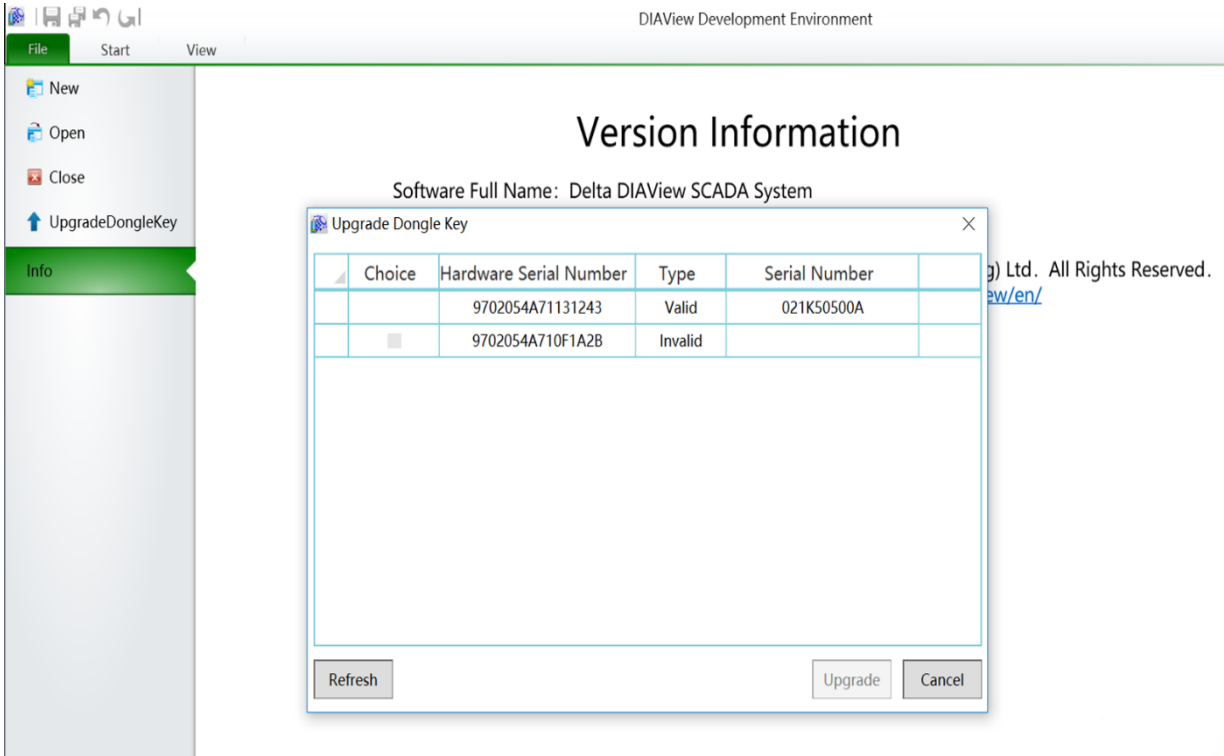 DIAView Development Environment
File Start View
New
Open
Close
UpgradeDongleKey
Info
Version Information
Software Full Name: Delta DIAView SCADA System
g) Ltd. All Rights Reserved.
ew/en/
Upgrade Dongle Key
Choice Hardware Serial Number Type Serial Number
9702054A71131243 Valid 021K50500A
9702054A710F1A2B Invalid
Refresh Upgrade Cancel